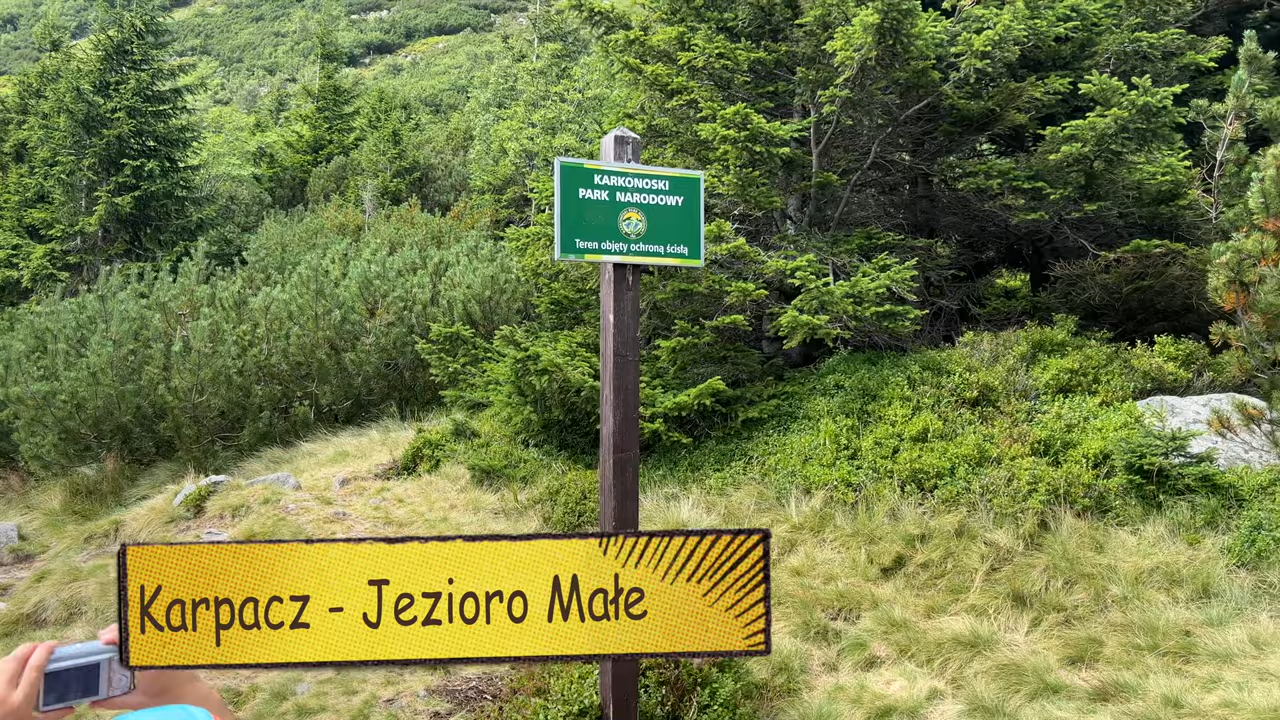 KARKONOSKI
PARK NARODOWY
Teren objęty ochroną ścisłą
Karpacz - Jezioro Małe